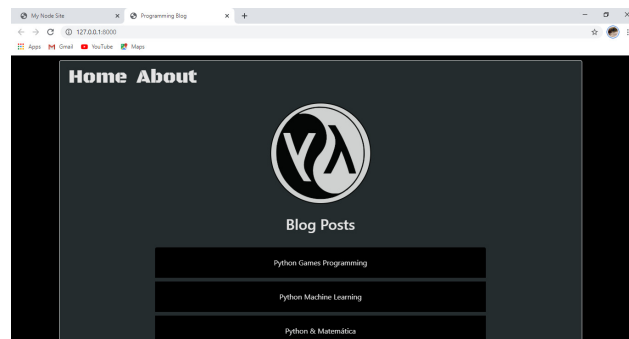 My Node Site
Programming Blog
127.0.0.1:8000
Apps Gmail YouTube Maps
Home About
Blog Posts
Python Games Programming
Python Machine Learning
Python & Matemática